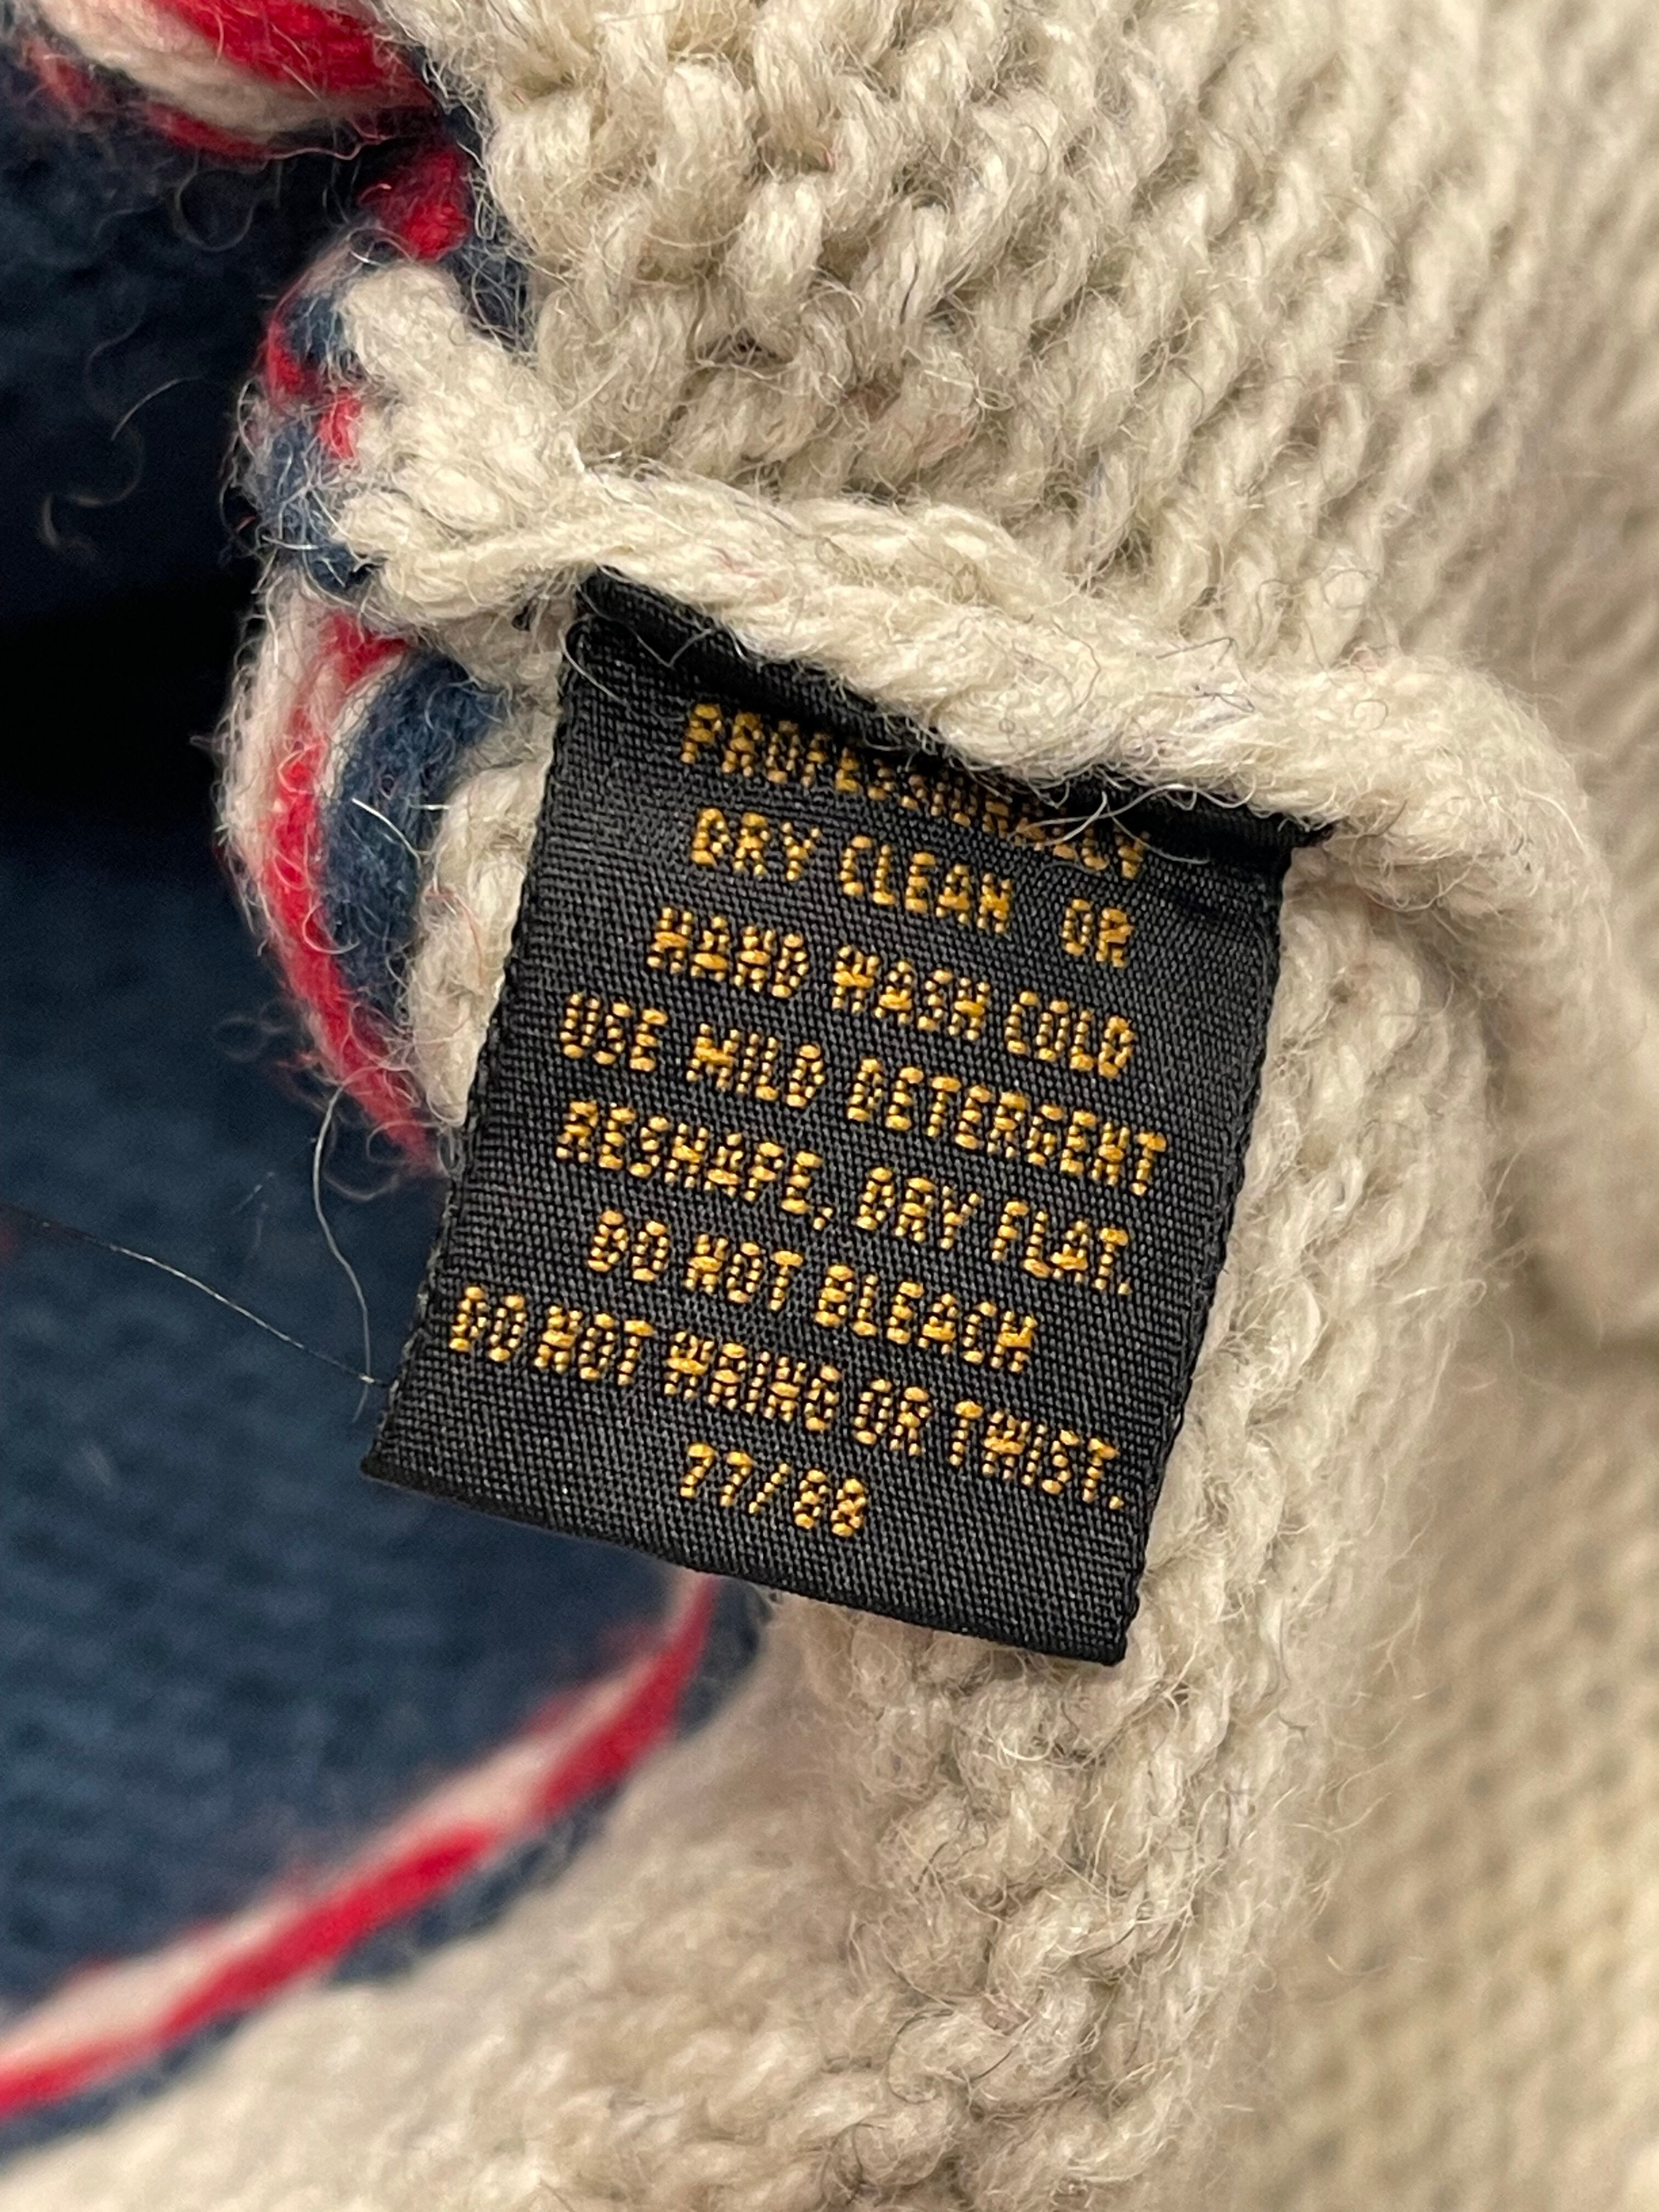 PROFESSIONALLY
DRY CLEAN OR
HAND WASH COLD
USE MILD DETERGENT
RESHAPE, DRY FLAT.
DO NOT BLEACH
DO NOT WRING OR TWIST.
77/88